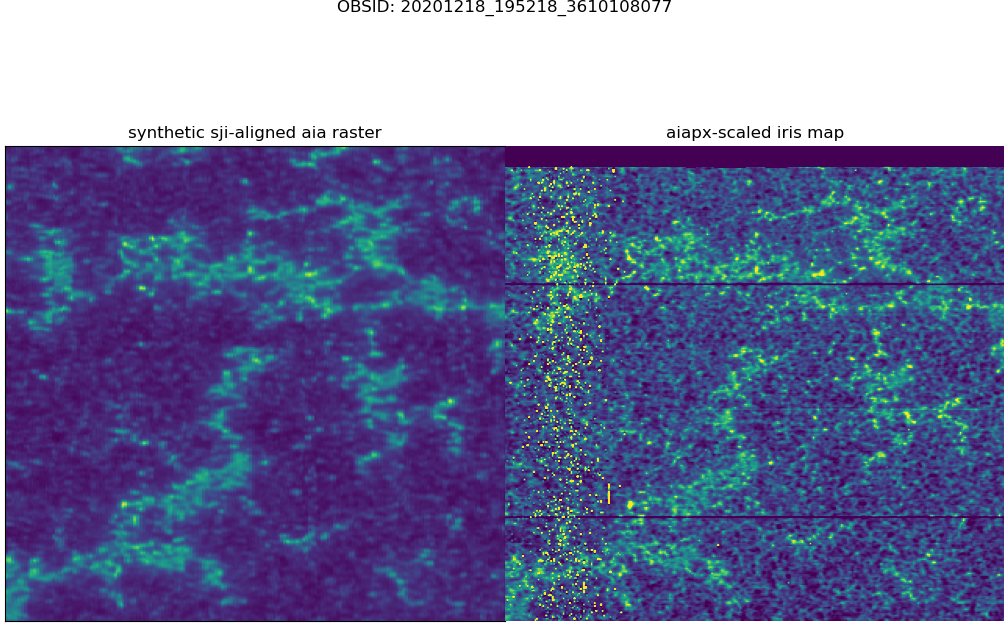 OBSID: 20201218_195218_3610108077
synthetic sji-aligned aia raster
aiapx-scaled iris map